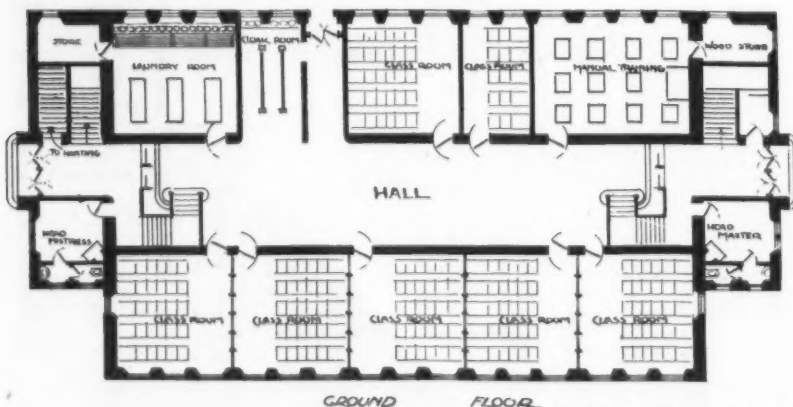 STORE
LAUNDRY ROOM
CLOAK ROOM
CLASS ROOM
CLASS ROOM
MANUAL TRAINING
WOOD STORE
TO HEATING
HALL
HEAD
MISTRESS
HEAD
MASTER
CLASS ROOM
CLASS ROOM
CLASS ROOM
CLASS ROOM
CLASS ROOM
GROUND FLOOR